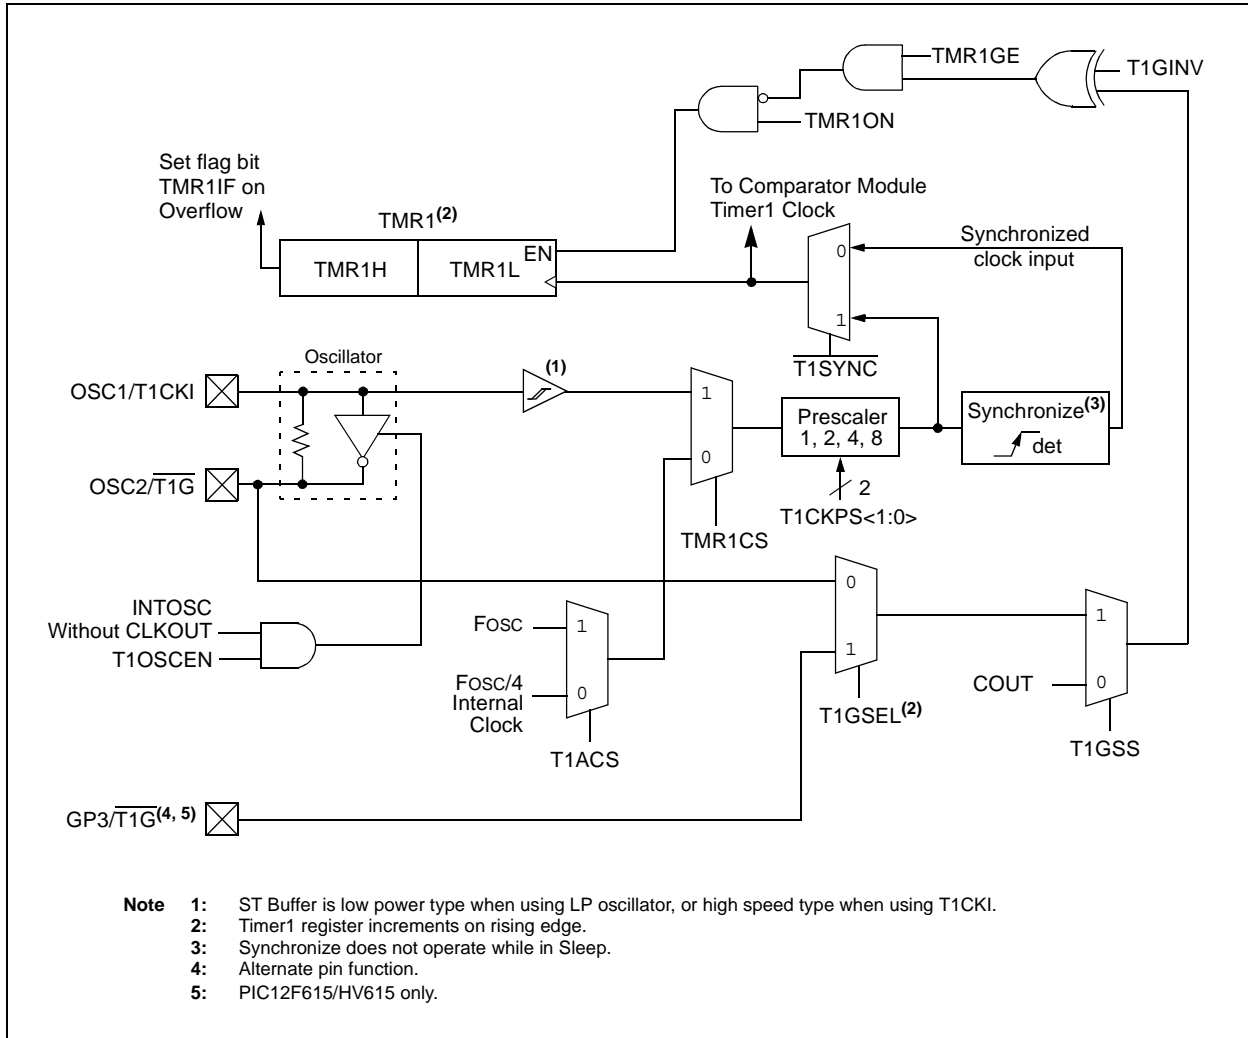 TMR1GE
T1GINV
TMR1ON
Set flag bit
TMR1IF on
Overflow
To Comparator Module
Timer1 Clock
TMR1(2)
EN
TMR1H
TMR1L
0
Synchronized
clock input
1
T1SYNC
Oscillator
(1)
OSC1/T1CKI
1
Prescaler
1, 2, 4, 8
Synchronize(3)
det
0
OSC2/T1G
2
T1CKPS<1:0>
TMR1CS
0
INTOSC
Without CLKOUT
T1OSCEN
FOSC
1
1
1
FOSC/4
Internal
Clock
0
COUT
0
T1GSEL(2)
T1GSS
T1ACS
GP3/T1G(4, 5)
Note 1: ST Buffer is low power type when using LP oscillator, or high speed type when using T1CKI.
2: Timer1 register increments on rising edge.
3: Synchronize does not operate while in Sleep.
4: Alternate pin function.
5: PIC12F615/HV615 only.